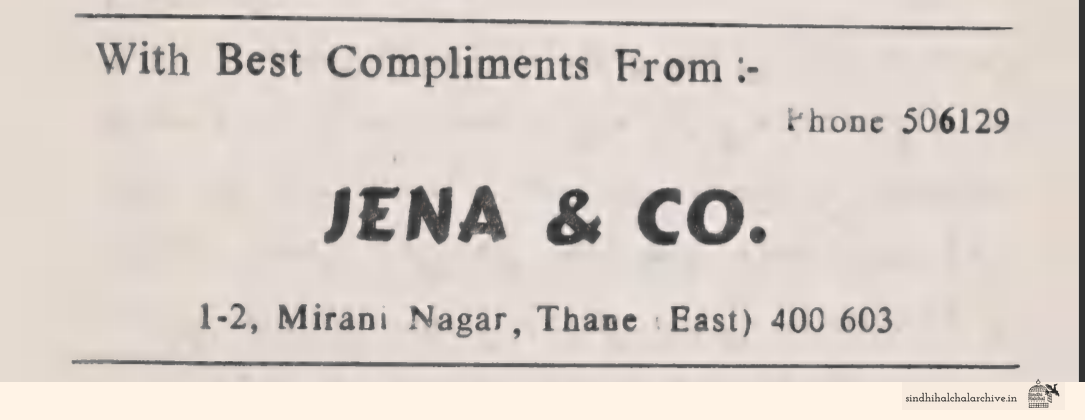 With Best Compliments From :-
Phone 506129
JENA & CO.
1-2, Mirani Nagar, Thane (East) 400 603
sindhihalchalarchive.in